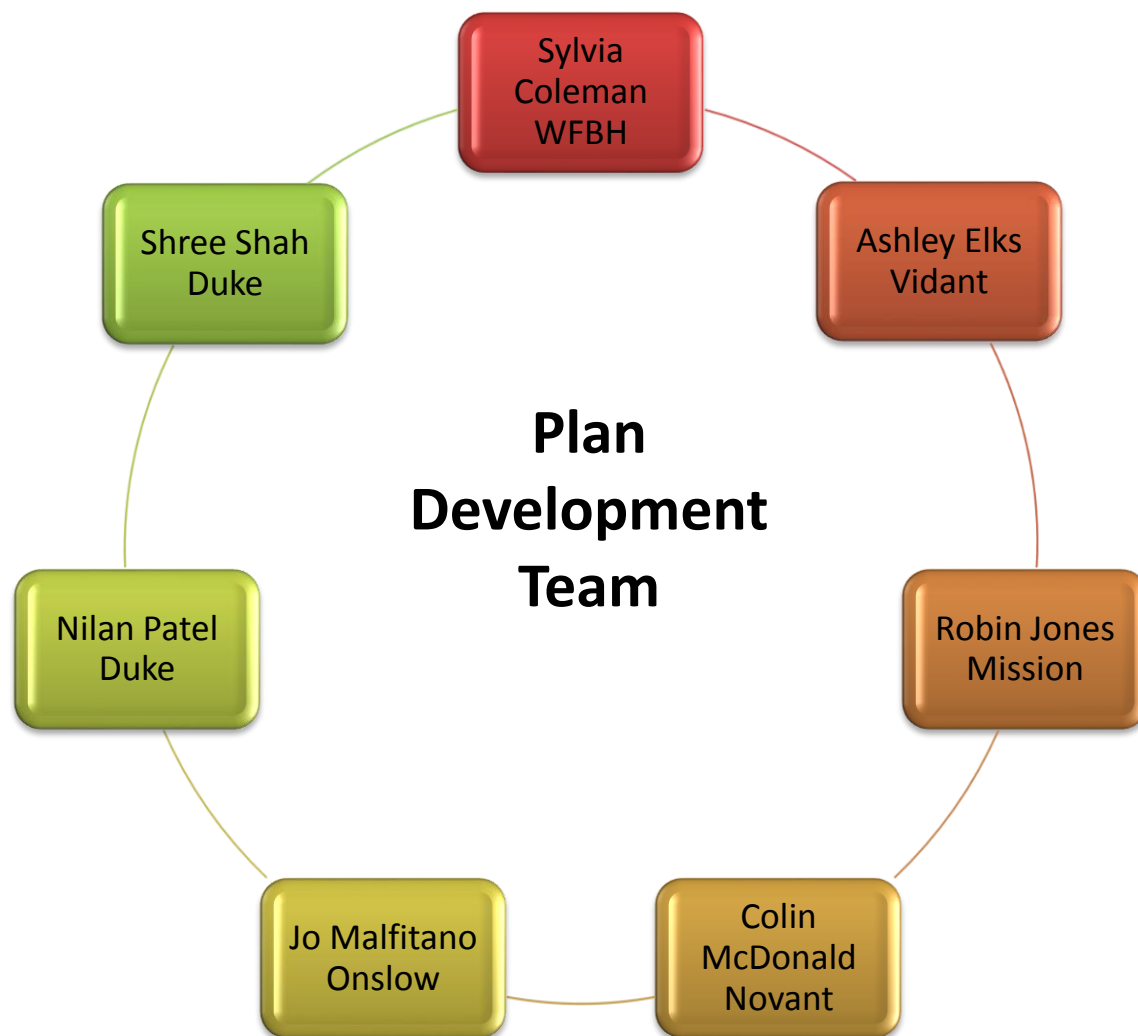 Sylvia
Coleman
WFBH
Shree Shah
Duke
Ashley Elks
Vidant
Plan
Development
Team
Nilan Patel
Duke
Robin Jones
Mission
Jo Malfitano
Onslow
Colin
McDonald
Novant